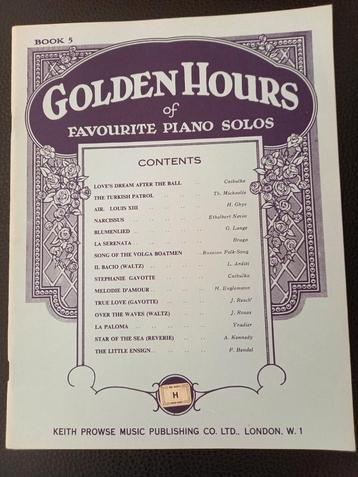 BOOK 5
GOLDEN HOURS
of
FAVOURITE PIANO SOLOS
CONTENTS
LOVE'S DREAM AFTER THE BALL .. .. Czibulka
THE TURKISH PATROL .. .. .. .. Th. Michaelis
AIR. LOUIS XIII .. .. .. .. H. Ghys
NARCISSUS .. .. .. .. Ethelbert Nevin
BLUMENLIED .. .. .. .. G. Lange
LA SERENATA .. .. .. .. Braga
SONG OF THE VOLGA BOATMEN .. Russian Folk-Song
IL BACIO (WALTZ) .. .. .. .. L. Arditi
STEPHANIE GAVOTTE .. .. .. Czibulka
MELODIE D'AMOUR .. .. .. H. Englemann
TRUE LOVE (GAVOTTE) .. .. .. J. Resch
OVER THE WAVES (WALTZ) .. .. J. Rosas
LA PALOMA .. .. .. .. Yradier
STAR OF THE SEA (REVERIE) .. .. A. Kennedy
THE LITTLE ENSIGN .. .. .. F. Bendel
H
KEITH PROWSE MUSIC PUBLISHING CO. LTD., LONDON, W. 1